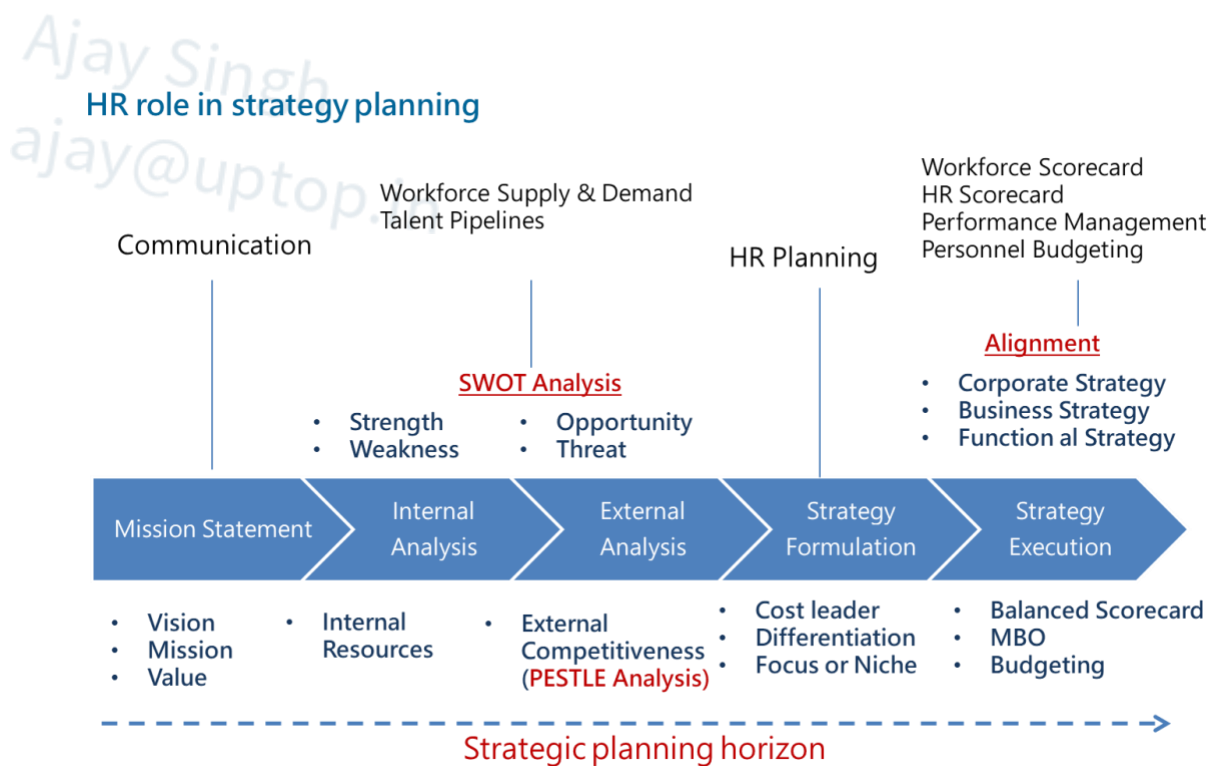 Ajay Singh
HR role in strategy planning
ajay@uptop.in
Workforce Supply & Demand
Talent Pipelines
Communication
HR Planning
Workforce Scorecard
HR Scorecard
Performance Management
Personnel Budgeting
SWOT Analysis
• Strength
• Weakness
• Opportunity
• Threat
Alignment
• Corporate Strategy
• Business Strategy
• Function al Strategy
Mission Statement
Internal
Analysis
External
Analysis
Strategy
Formulation
Strategy
Execution
• Vision
• Mission
• Value
• Internal
Resources
• External
Competitiveness
(PESTLE Analysis)
• Cost leader
• Differentiation
• Focus or Niche
• Balanced Scorecard
• MBO
• Budgeting
Strategic planning horizon